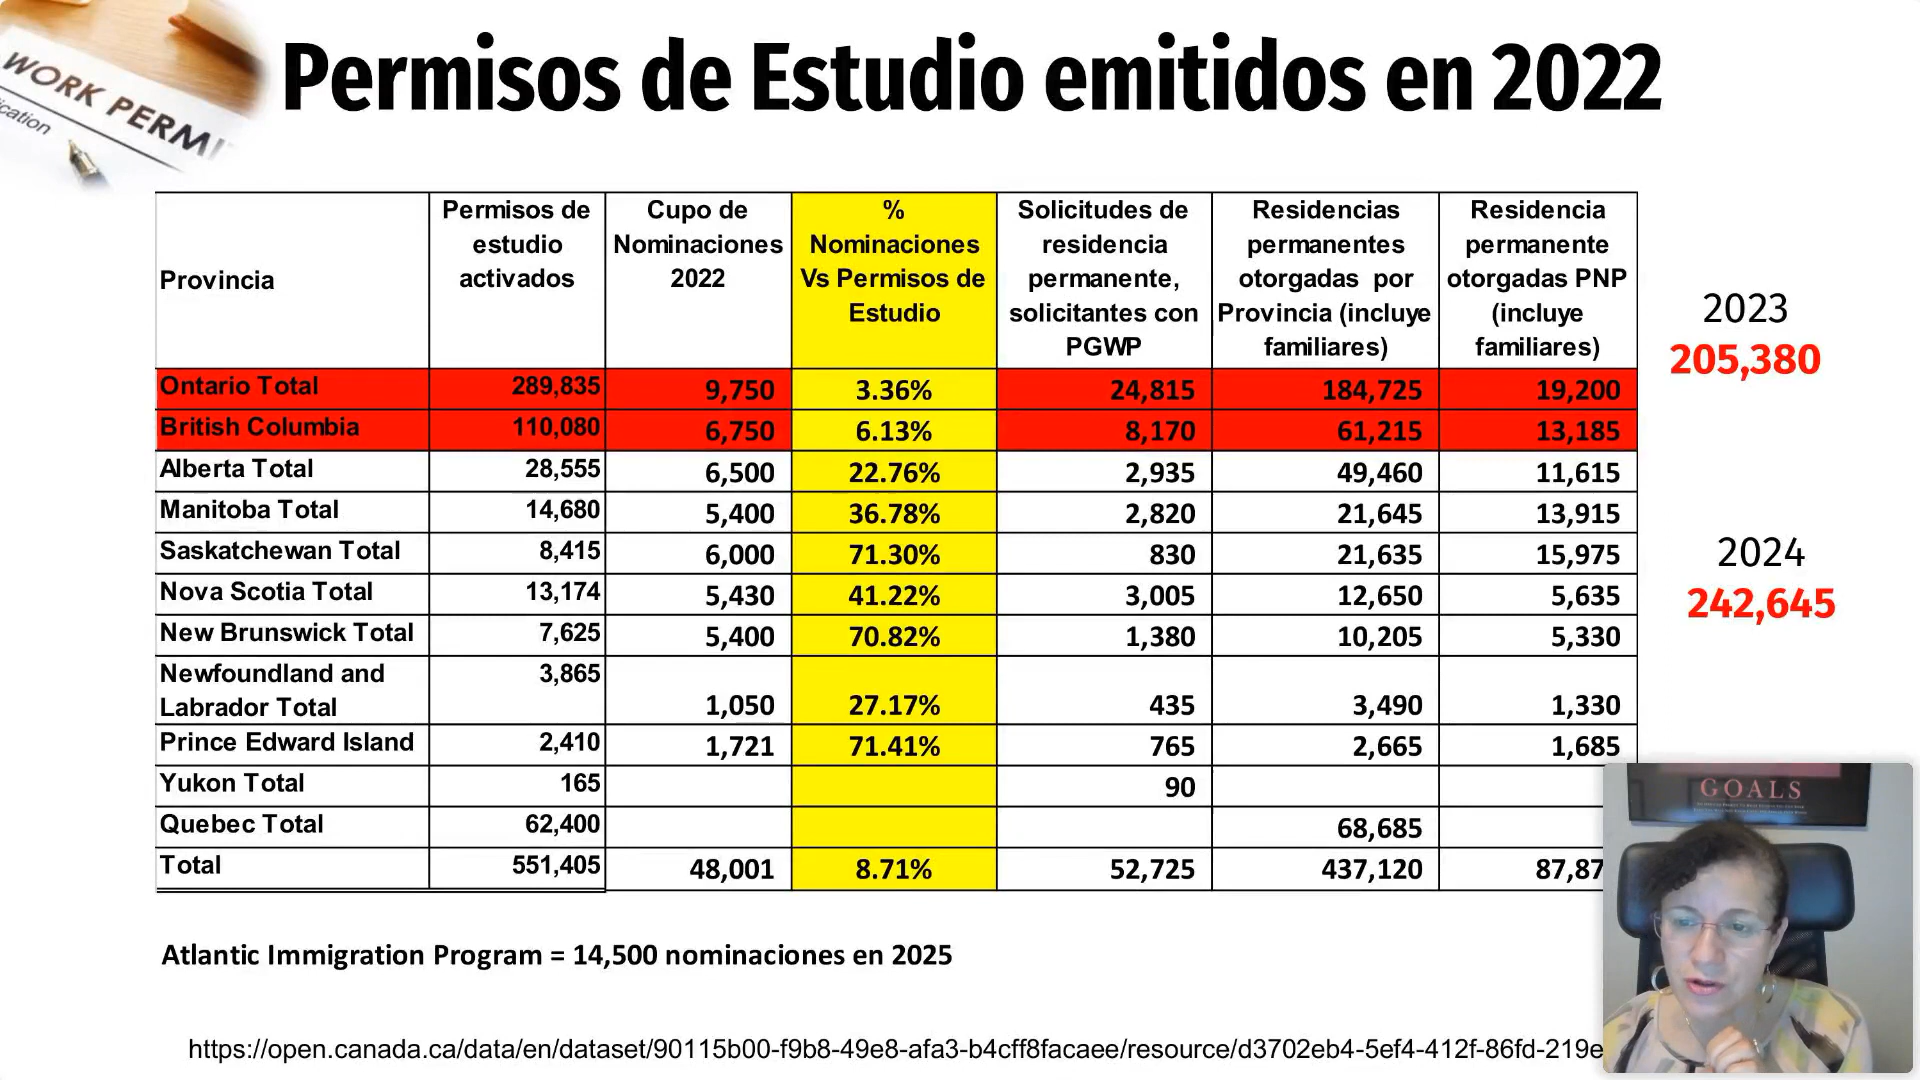 WORK PERMI
cation
Permisos de Estudio emitidos en 2022
Provincia
Permisos de
estudio
activados
Cupo de
Nominaciones
2022
%
Nominaciones
Vs Permisos de
Estudio
Solicitudes de
residencia
permanente,
solicitantes con
PGWP
Residencias
permanentes
otorgadas por
Provincia (incluye
familiares)
Residencia
permanente
otorgadas PNP
(incluye
familiares)
Ontario Total 289,835 9,750 3.36% 24,815 184,725 19,200
British Columbia 110,080 6,750 6.13% 8,170 61,215 13,185
Alberta Total 28,555 6,500 22.76% 2,935 49,460 11,615
Manitoba Total 14,680 5,400 36.78% 2,820 21,645 13,915
Saskatchewan Total 8,415 6,000 71.30% 830 21,635 15,975
Nova Scotia Total 13,174 5,430 41.22% 3,005 12,650 5,635
New Brunswick Total 7,625 5,400 70.82% 1,380 10,205 5,330
Newfoundland and 3,865
Labrador Total 1,050 27.17% 435 3,490 1,330
Prince Edward Island 2,410 1,721 71.41% 765 2,665 1,685
Yukon Total 165 90
Quebec Total 62,400 68,685
Total 551,405 48,001 8.71% 52,725 437,120 87,87
2023
205,380
2024
242,645
GOALS
Atlantic Immigration Program = 14,500 nominaciones en 2025
https://open.canada.ca/data/en/dataset/90115b00-f9b8-49e8-afa3-b4cff8facaee/resource/d3702eb4-5ef4-412f-86fd-219e